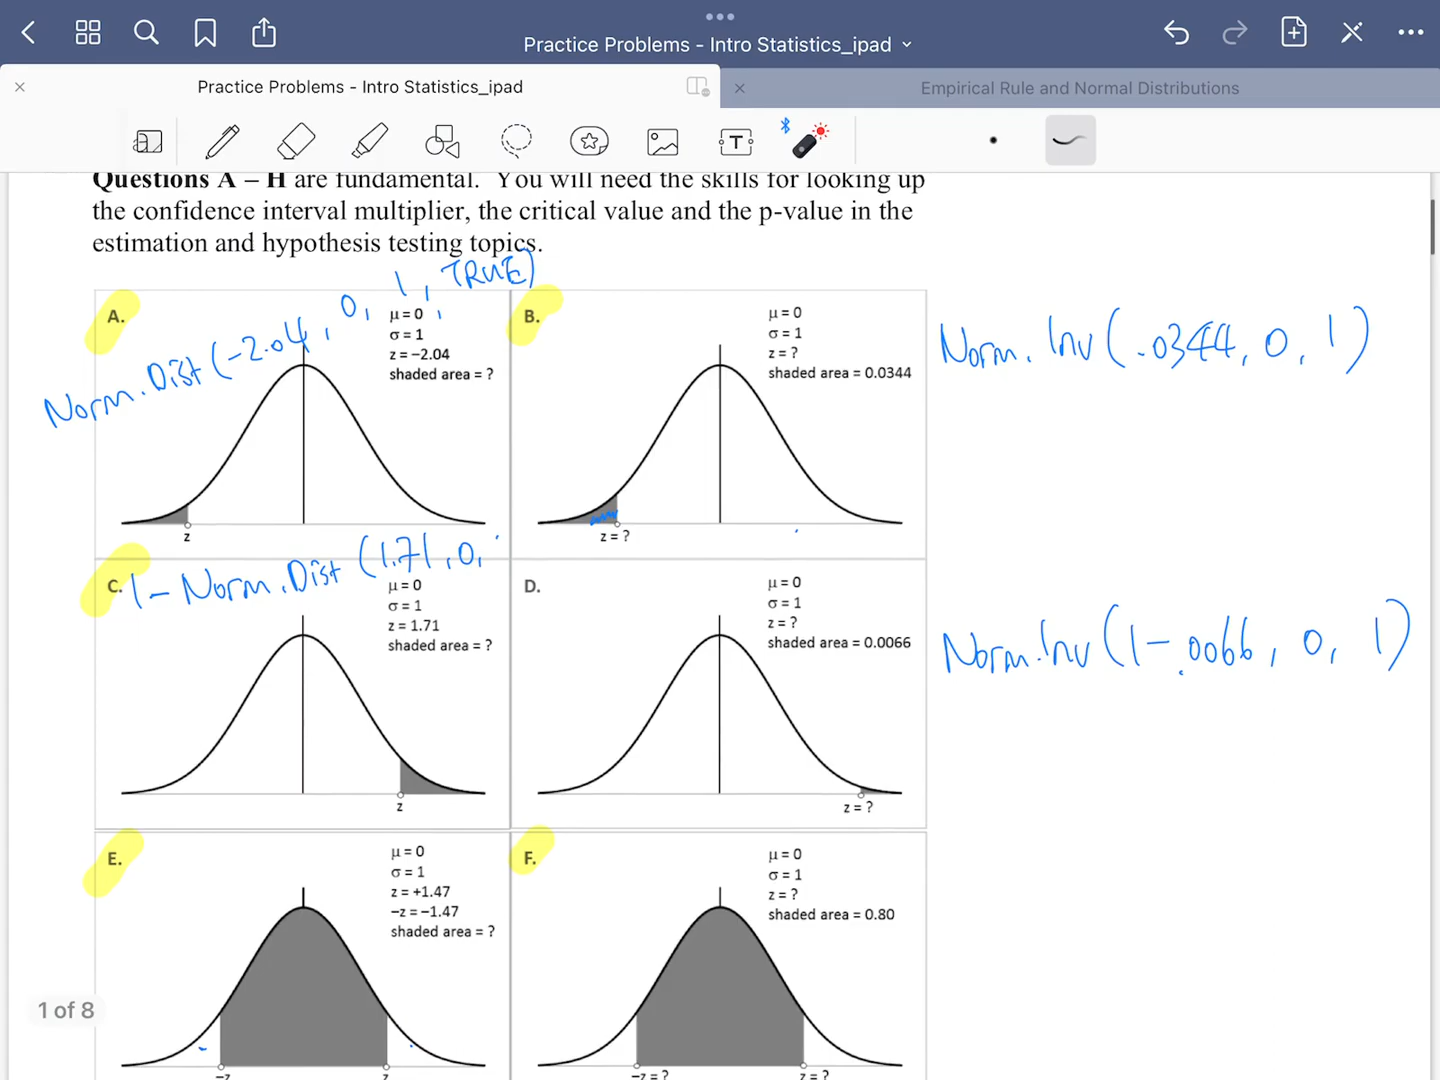 Practice Problems - Intro Statistics_ipad
Practice Problems - Intro Statistics_ipad
Empirical Rule and Normal Distributions
Questions A – H are fundamental. You will need the skills for looking up
the confidence interval multiplier, the critical value and the p-value in the
estimation and hypothesis testing topics.
A.
Norm.Dist(-2.04, 0, 1, TRUE)
μ = 0
σ = 1
z = −2.04
shaded area = ?
z
B.
μ = 0
σ = 1
z = ?
shaded area = 0.0344
z = ?
Norm.Inv(.0344, 0, 1)
C.
1 - Norm.Dist (1.71, 0,
μ = 0
σ = 1
z = 1.71
shaded area = ?
z
D.
μ = 0
σ = 1
z = ?
shaded area = 0.0066
z = ?
Norm.Inv(1-.0066, 0, 1)
E.
μ = 0
σ = 1
z = +1.47
−z = −1.47
shaded area = ?
−z
z
F.
μ = 0
σ = 1
z = ?
shaded area = 0.80
−z = ?
z = ?
1 of 8